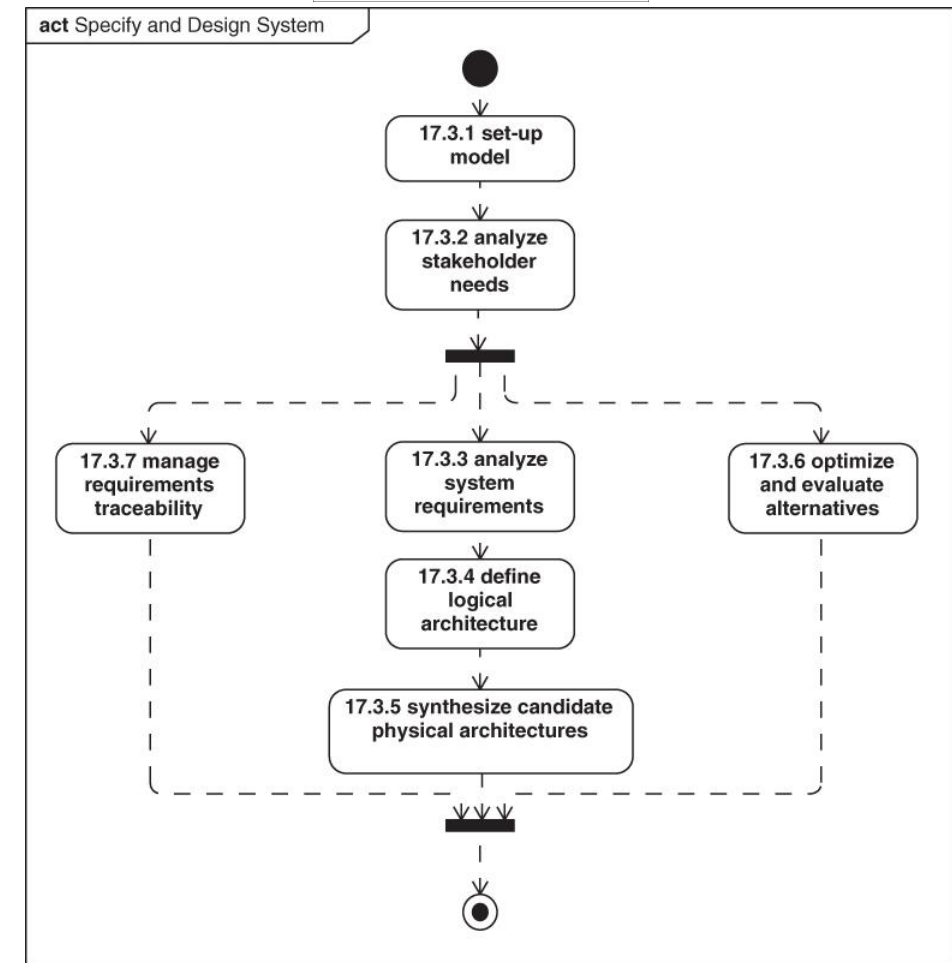 act Specify and Design System
17.3.1 set-up
model
17.3.2 analyze
stakeholder
needs
17.3.7 manage
requirements
traceability
17.3.3 analyze
system
requirements
17.3.6 optimize
and evaluate
alternatives
17.3.4 define
logical
architecture
17.3.5 synthesize candidate
physical architectures